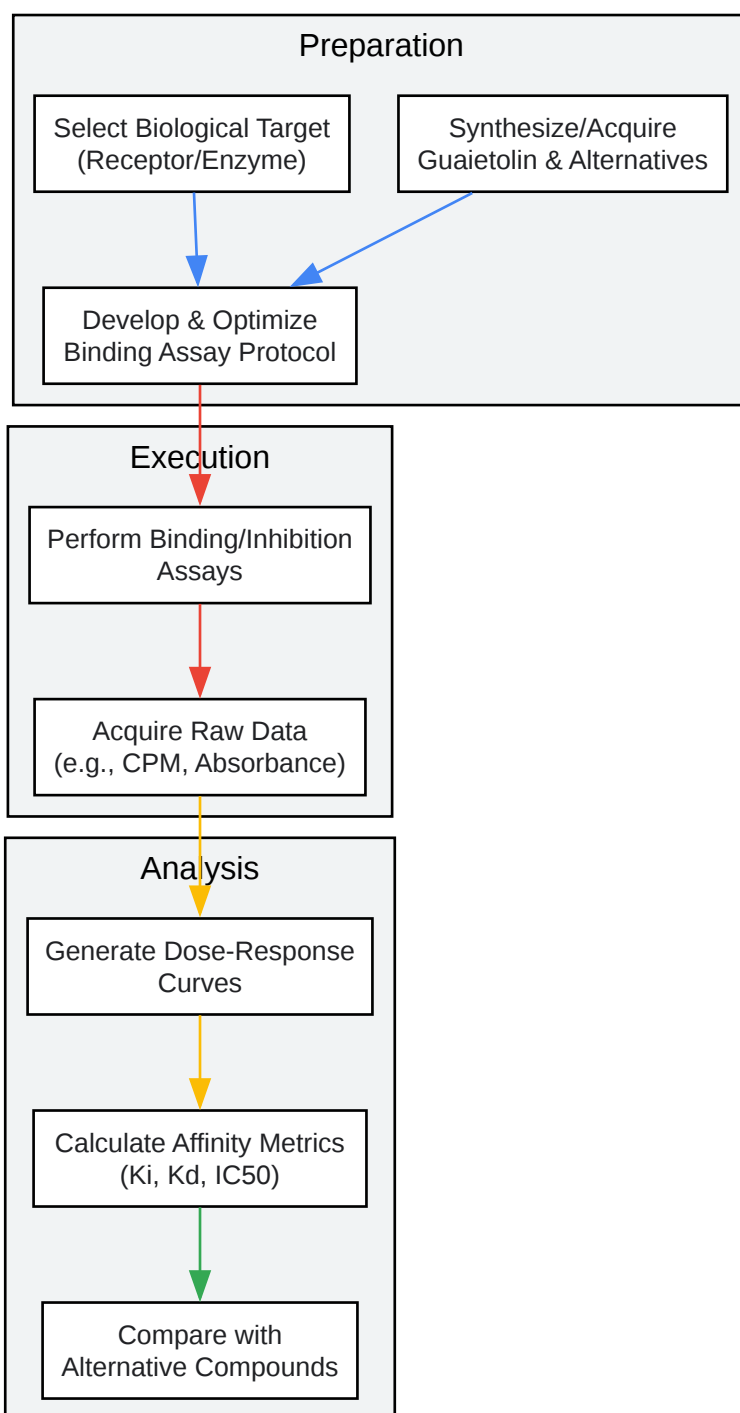 Preparation
Select Biological Target
(Receptor/Enzyme)
Synthesize/Acquire
Guaietolin & Alternatives
Develop & Optimize
Binding Assay Protocol
Execution
Perform Binding/Inhibition
Assays
Acquire Raw Data
(e.g., CPM, Absorbance)
Analysis
Generate Dose-Response
Curves
Calculate Affinity Metrics
(Ki, Kd, IC50)
Compare with
Alternative Compounds